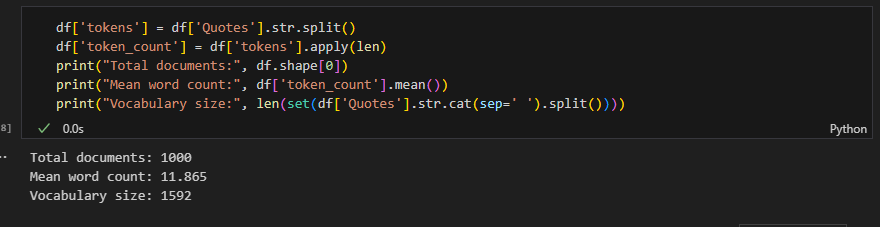 df['tokens'] = df['Quotes'].str.split()
df['token_count'] = df['tokens'].apply(len)
print("Total documents:", df.shape[0])
print("Mean word count:", df['token_count'].mean())
print("Vocabulary size:", len(set(df['Quotes'].str.cat(sep=' ').split())))
8]
0.0s
Python
Total documents: 1000
Mean word count: 11.865
Vocabulary size: 1592